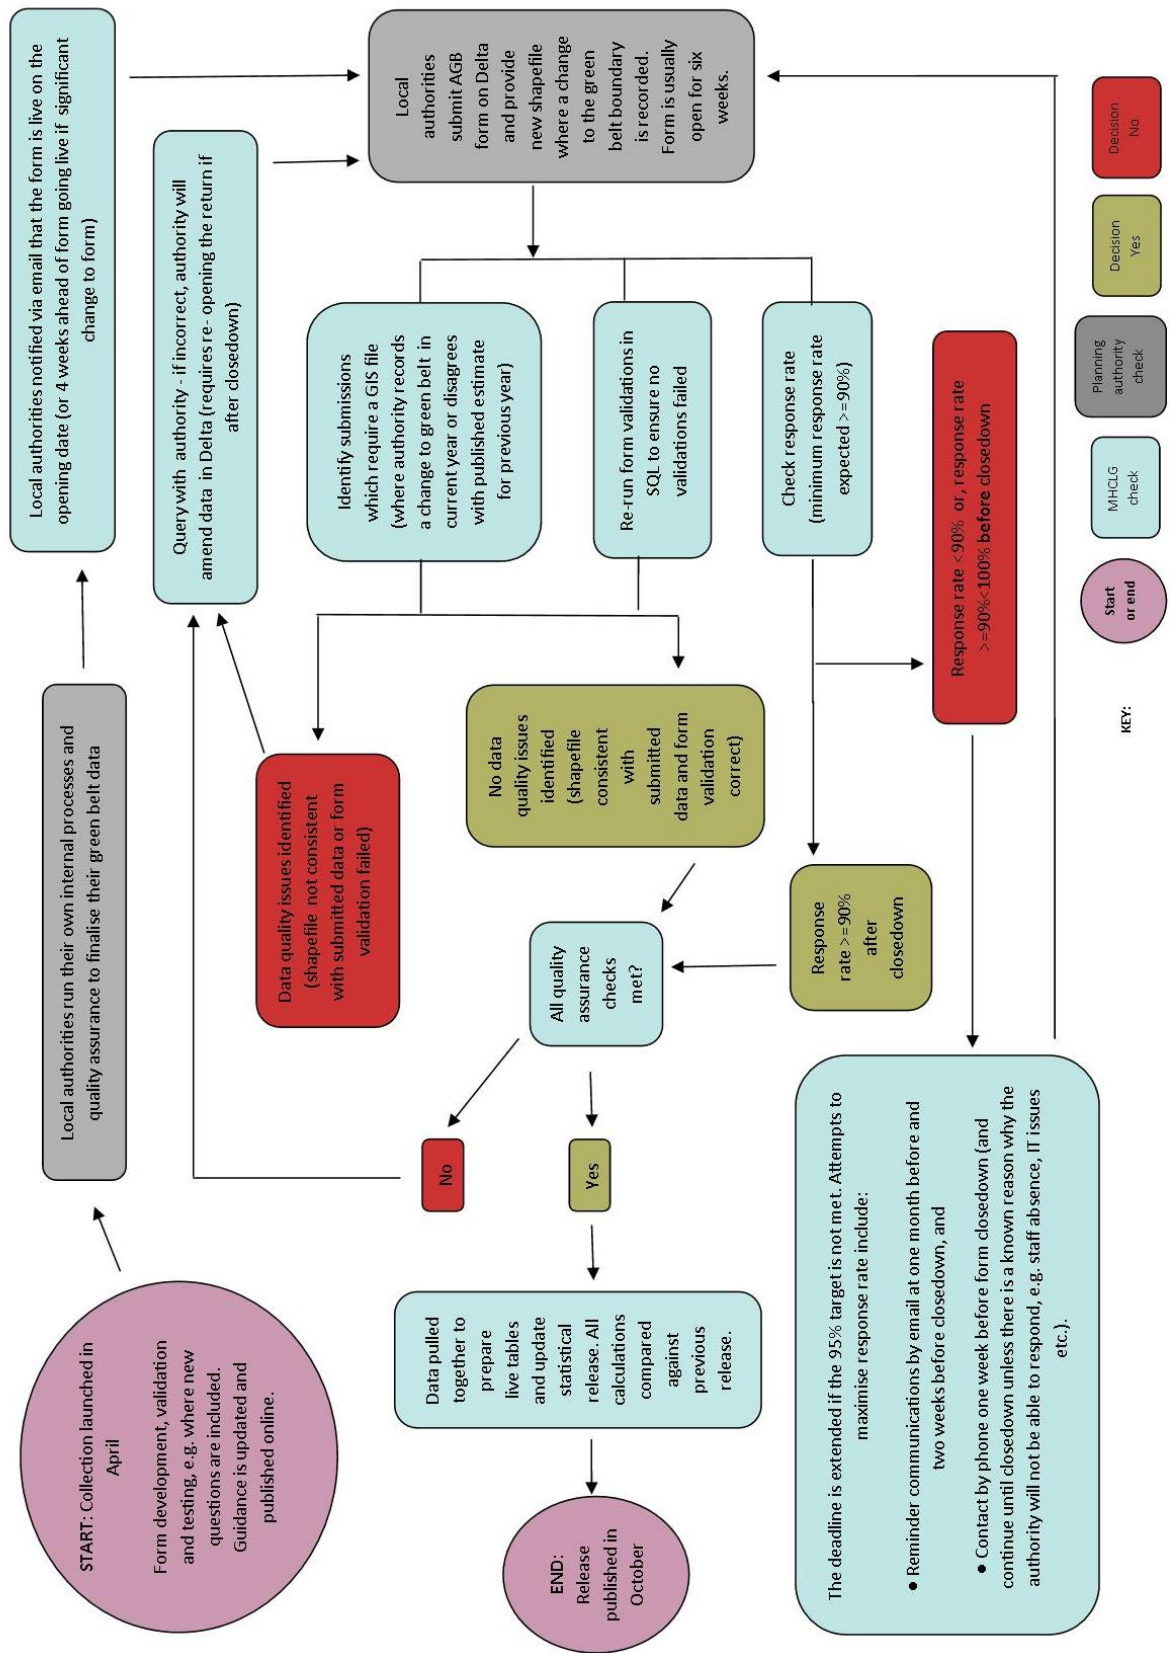 START: Collection launched in
April
Form development, validation
and testing, e.g. where new
questions are included.
Guidance is updated and
published online.
Local authorities run their own internal processes and
quality assurance to finalise their green belt data
Local authorities notified via email that the form is live on the
opening date (or 4 weeks ahead of form going live if significant
change to form)
Query with authority - if incorrect, authority will
amend data in Delta (requires re- opening the return if
after closedown)
Local
authorities
submit AGB
form on Delta
and provide
new shapefile
where a change
to the green
belt boundary
is recorded.
Form is usually
open for six
weeks.
Identify submissions
which require a GIS file
(where authority records
a change to green belt in
current year or disagrees
with published estimate
for previous year)
Re-run form validations in
SQL to ensure no
validations failed
Check response rate
(minimum response rate
expected >=90%)
Data quality issues identified
(shapefile not consistent
with submitted data or form
validation failed)
No data
quality issues
identified
(shapefile
consistent
with
submitted
data and form
validation
correct)
Response rate <90% or, response rate
>=90%<100% before closedown
Response
rate >=90%
after
closedown
All quality
assurance
checks
met?
No
Yes
Data pulled
together to
prepare
live tables
and update
statistical
release. All
calculations
compared
against
previous
release.
END:
Release
published in
October
The deadline is extended if the 95% target is not met. Attempts to
maximise response rate include:
● Reminder communications by email at one month before and
two weeks before closedown, and
● Contact by phone one week before form closedown (and
continue until closedown unless there is a known reason why the
authority will not be able to respond, e.g. staff absence, IT issues
etc.).
KEY:
Start
or end
MHCLG
check
Planning
authority
check
Decision
Yes
Decision
No